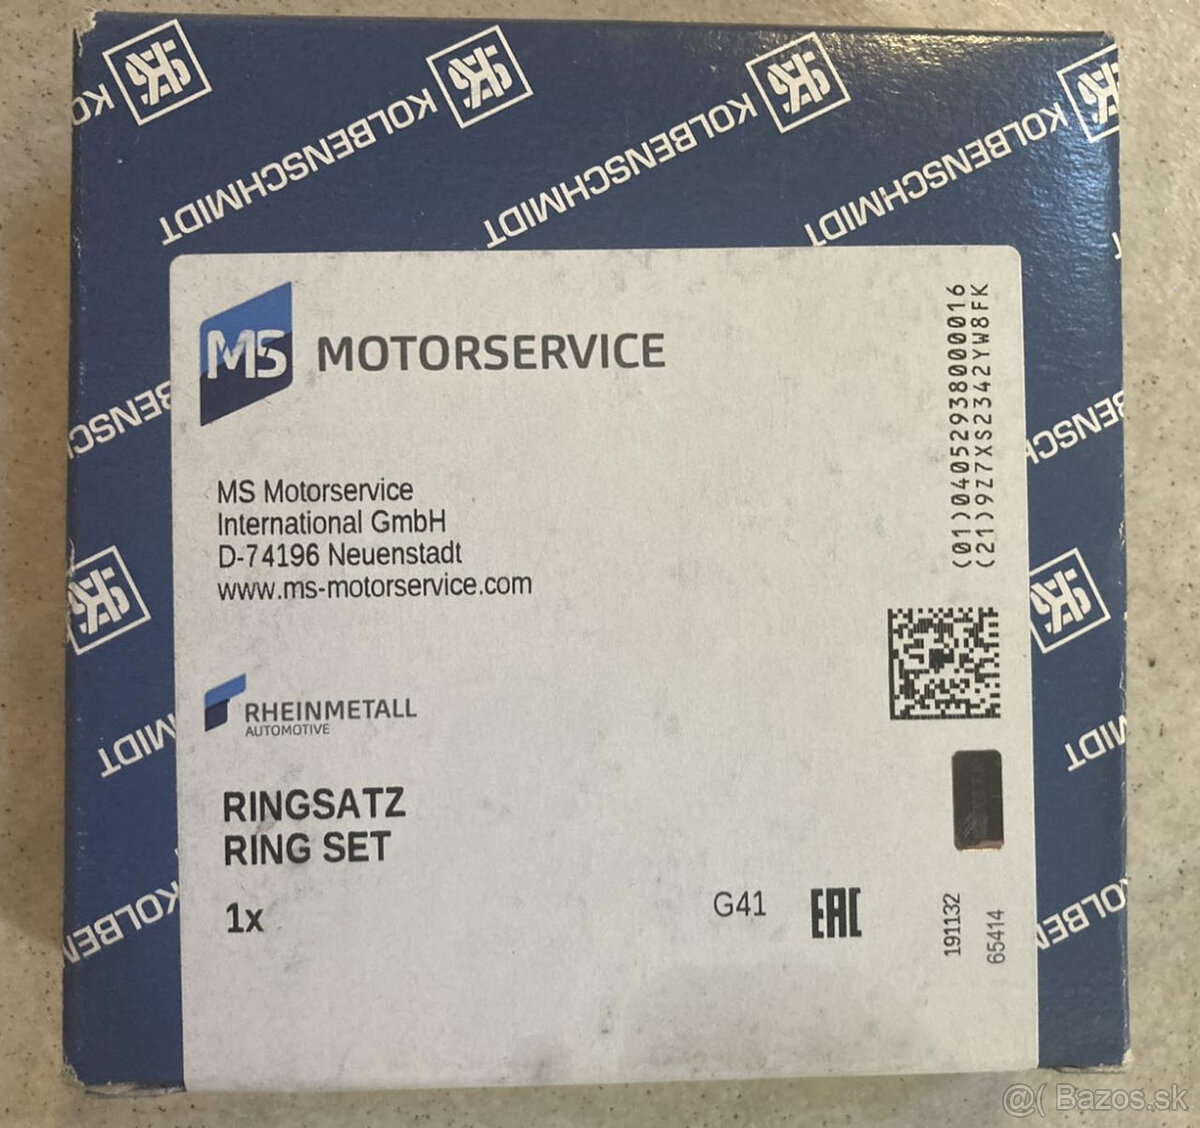 KOLBENSCHMIDT
KOLBENSCHMIDT
KOLBENSCHMIDT
MS MOTORSERVICE
(01)04052938000016
(21)9Z7XS2342YW8FK
MS Motorservice
International GmbH
D-74196 Neuenstadt
www.ms-motorservice.com
RHEINMETALL
AUTOMOTIVE
RINGSATZ
RING SET
1x
G41
EAC
191132
65414
@( Bazos.sk